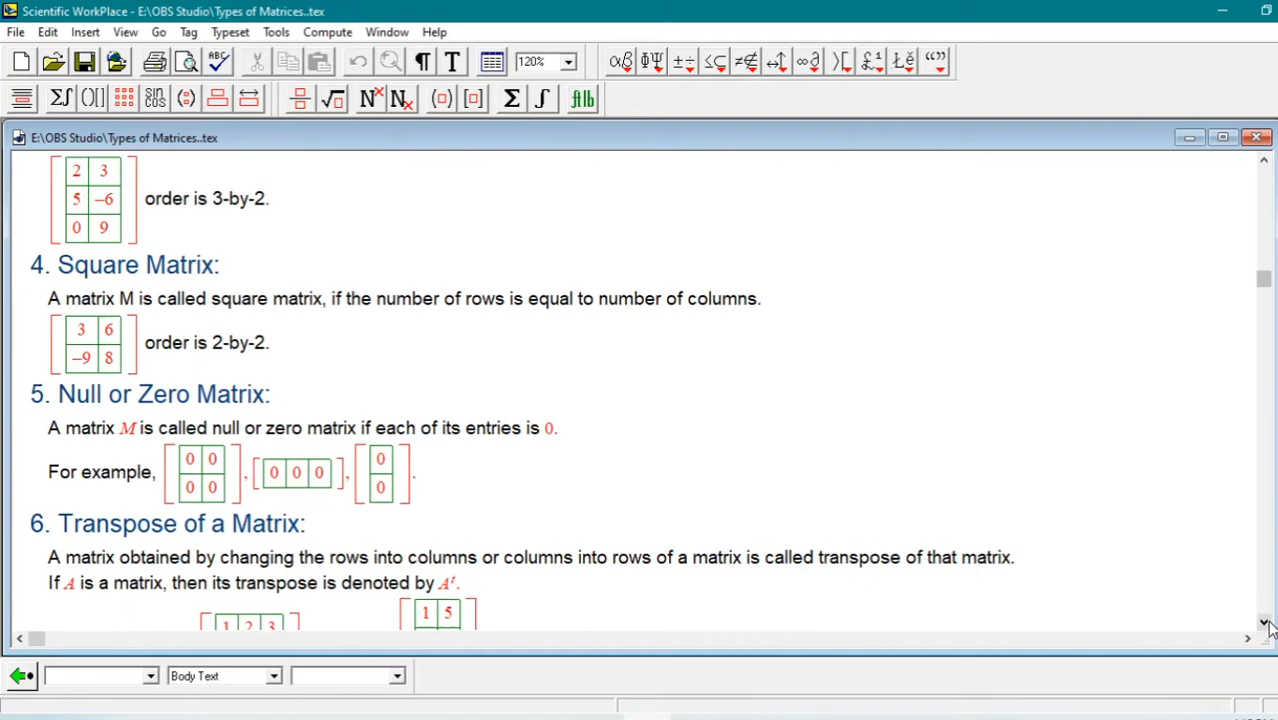 Scientific WorkPlace - E:\OBS Studio\Types of Matrices..tex
File Edit Insert View Go Tag Typeset Tools Compute Window Help
120%
E:\OBS Studio\Types of Matrices..tex
2 3
5 –6 order is 3-by-2.
0 9
4. Square Matrix:
A matrix M is called square matrix, if the number of rows is equal to number of columns.
3 6
–9 8 order is 2-by-2.
5. Null or Zero Matrix:
A matrix M is called null or zero matrix if each of its entries is 0.
For example, [0 0 0 0], [0 0 0], [0 0].
6. Transpose of a Matrix:
A matrix obtained by changing the rows into columns or columns into rows of a matrix is called transpose of that matrix.
If A is a matrix, then its transpose is denoted by Aᵗ.
1 2 3 1 5
Body Text